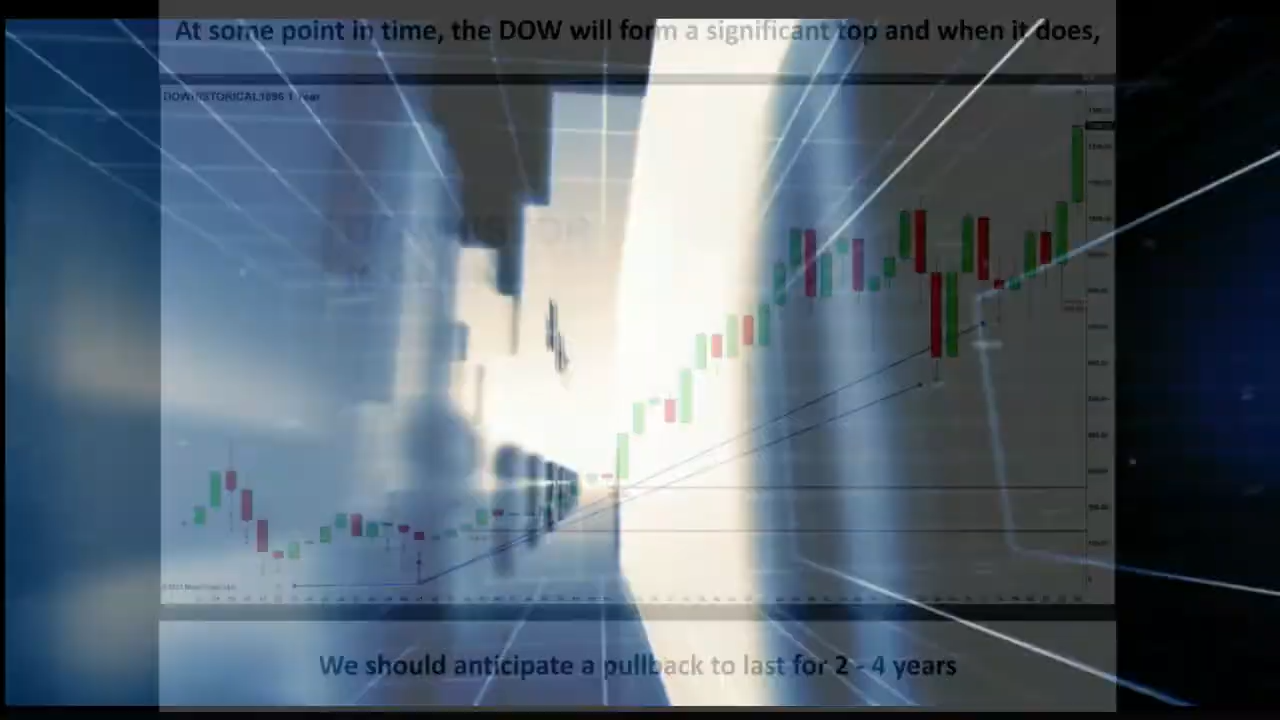 At some point in time, the DOW will form a significant top and when it does,
We should anticipate a pullback to last for 2 - 4 years